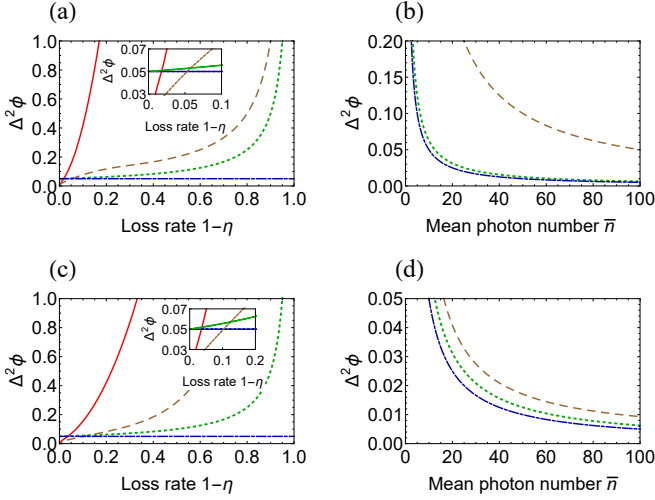 (a)
Δ²ϕ
1.0
0.8
0.6
0.4
0.2
0.0
0.0 0.2 0.4 0.6 0.8 1.0
Loss rate 1−η
Δ²ϕ
0.07
0.05
0.03
0 0.05 0.1
Loss rate 1−η
(b)
Δ²ϕ
0.20
0.15
0.10
0.05
0.00
0 20 40 60 80 100
Mean photon number n̄
(c)
Δ²ϕ
1.0
0.8
0.6
0.4
0.2
0.0
0.0 0.2 0.4 0.6 0.8 1.0
Loss rate 1−η
Δ²ϕ
0.07
0.05
0.03
0 0.1 0.2
Loss rate 1−η
(d)
Δ²ϕ
0.05
0.04
0.03
0.02
0.01
0.00
0 20 40 60 80 100
Mean photon number n̄